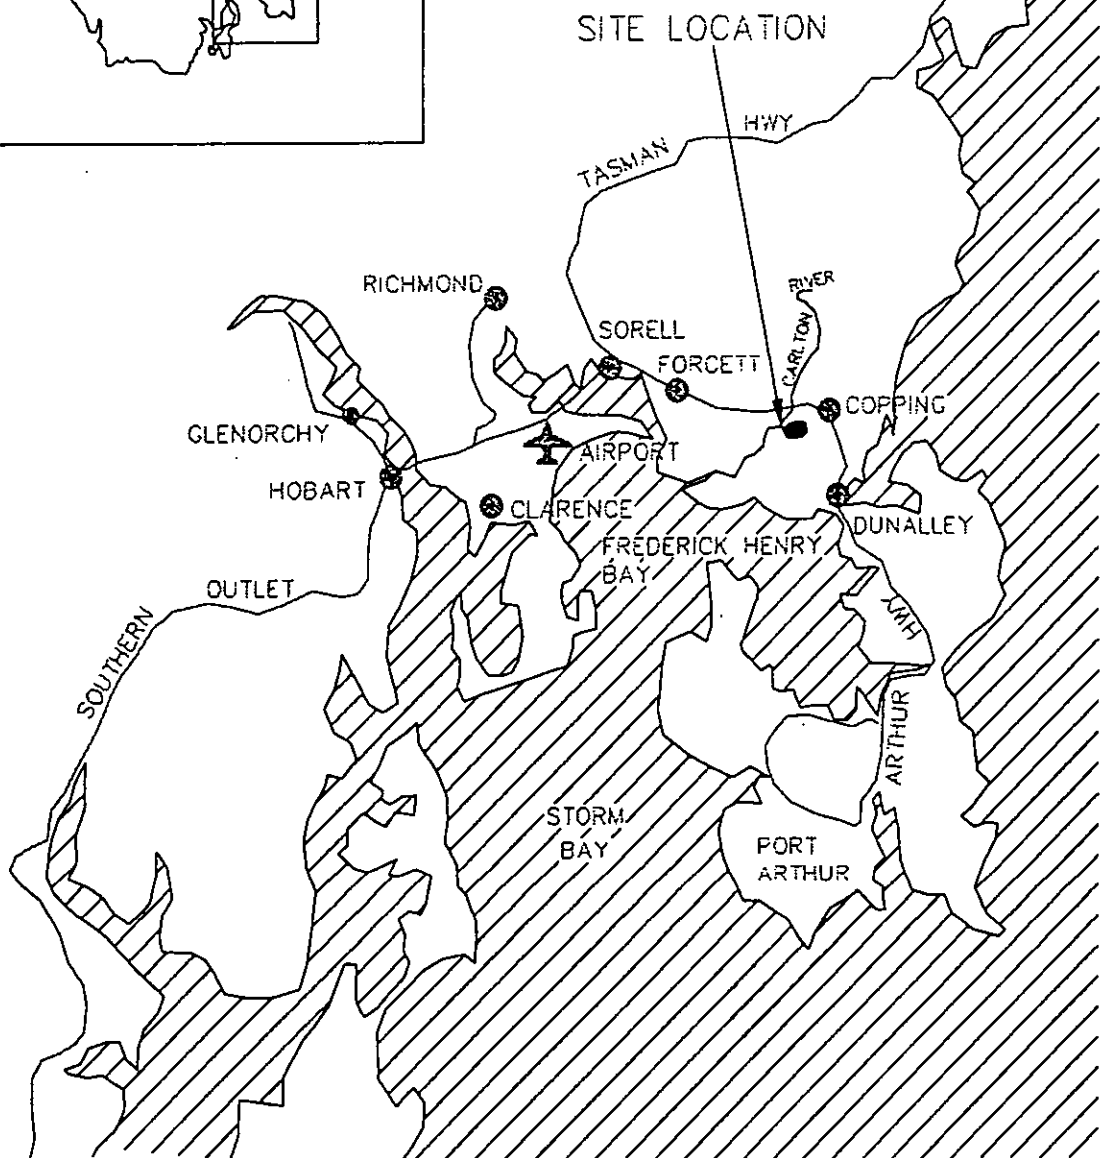 SITE LOCATION
HWY
TASMAN
RICHMOND
RIVER
CARLTON
SORELL
FORCETT
COPPING
GLENORCHY
AIRPORT
HOBART
CLARENCE
DUNALLEY
FREDERICK HENRY
BAY
OUTLET
SOUTHERN
HWY
ARTHUR
STORM
BAY
PORT
ARTHUR